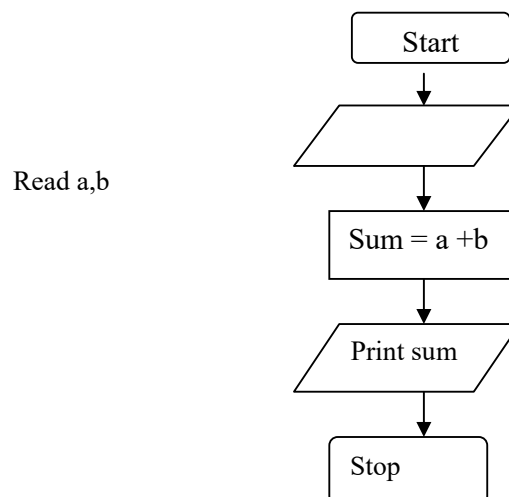 Start
Read a,b
Sum = a +b
Print sum
Stop